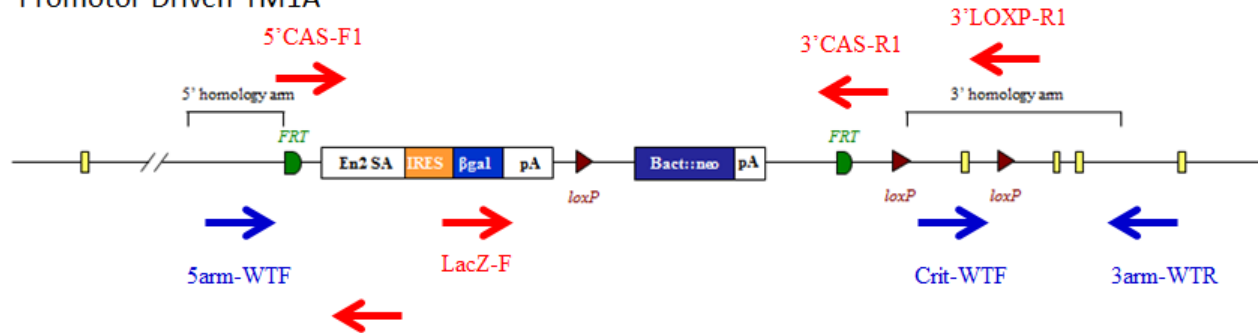 Promotor Driven TM1A
5'CAS-F1
3'CAS-R1
3'LOXP-R1
5' homology arm
3' homology arm
FRT
FRT
En2 SA IRES βgal pA
loxP
Bact::neo pA
loxP
loxP
5arm-WTF
LacZ-F
Crit-WTF
3arm-WTR